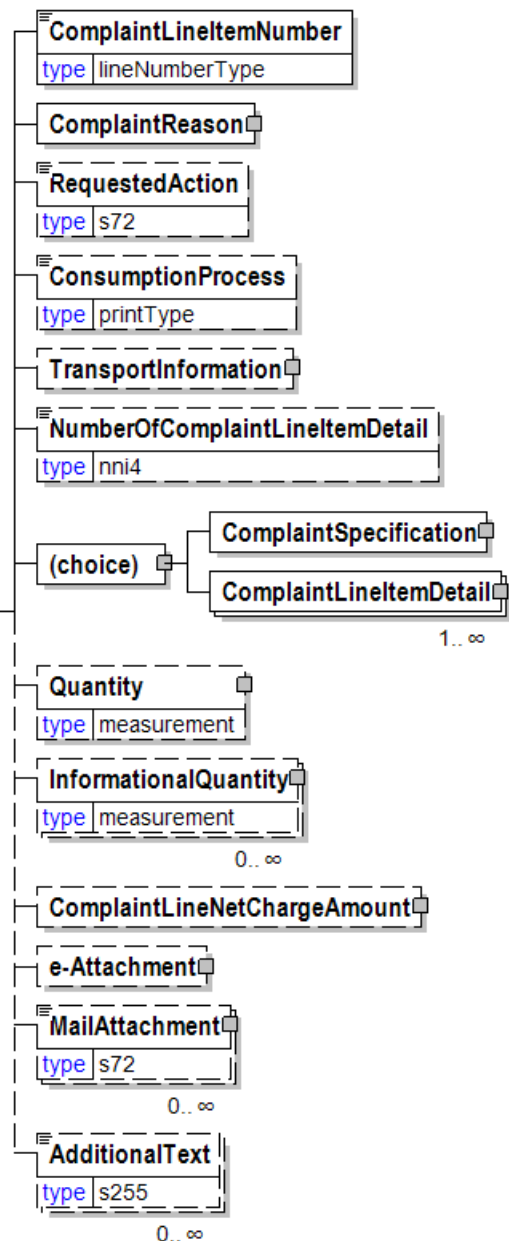 ComplaintLineItemNumber
type lineNumberType
ComplaintReason
RequestedAction
type s72
ConsumptionProcess
type printType
TransportInformation
NumberOfComplaintLineItemDetail
type nni4
(choice)
ComplaintSpecification
ComplaintLineItemDetail
1.. ∞
Quantity
type measurement
InformationalQuantity
type measurement
0.. ∞
ComplaintLineNetChargeAmount
e-Attachment
MailAttachment
type s72
0.. ∞
AdditionalText
type s255
0.. ∞